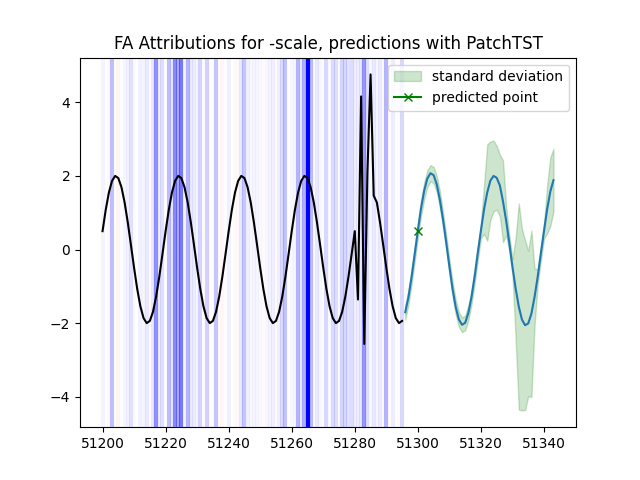 FA Attributions for -scale, predictions with PatchTST
standard deviation
predicted point
4
2
0
−2
−4
51200 51220 51240 51260 51280 51300 51320 51340